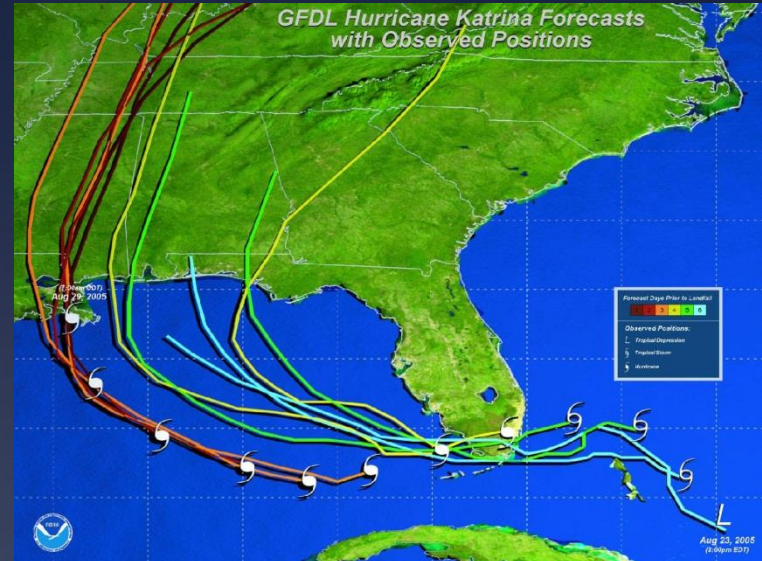 GFDL Hurricane Katrina Forecasts
with Observed Positions
Aug 29, 2005
Forecast Days Prior to Landfall
1 2 3 4 5 6
Observed Positions:
L Tropical Depression
Tropical Storm
Hurricane
L
Aug 23, 2005
(5:00pm EDT)